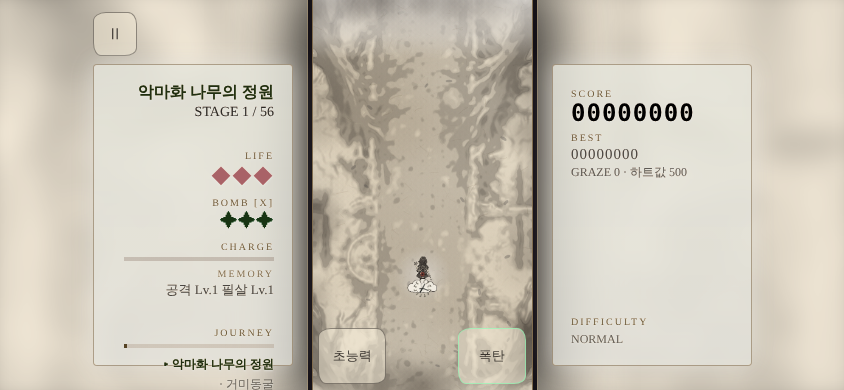 II
악마화 나무의 정원
STAGE 1 / 56
LIFE
BOMB [X]
CHARGE
MEMORY
공격 Lv.1 필살 Lv.1
JOURNEY
▸ 악마화 나무의 정원
· 거미동굴
초능력
폭탄
SCORE
00000000
BEST
00000000
GRAZE 0 · 하트값 500
DIFFICULTY
NORMAL